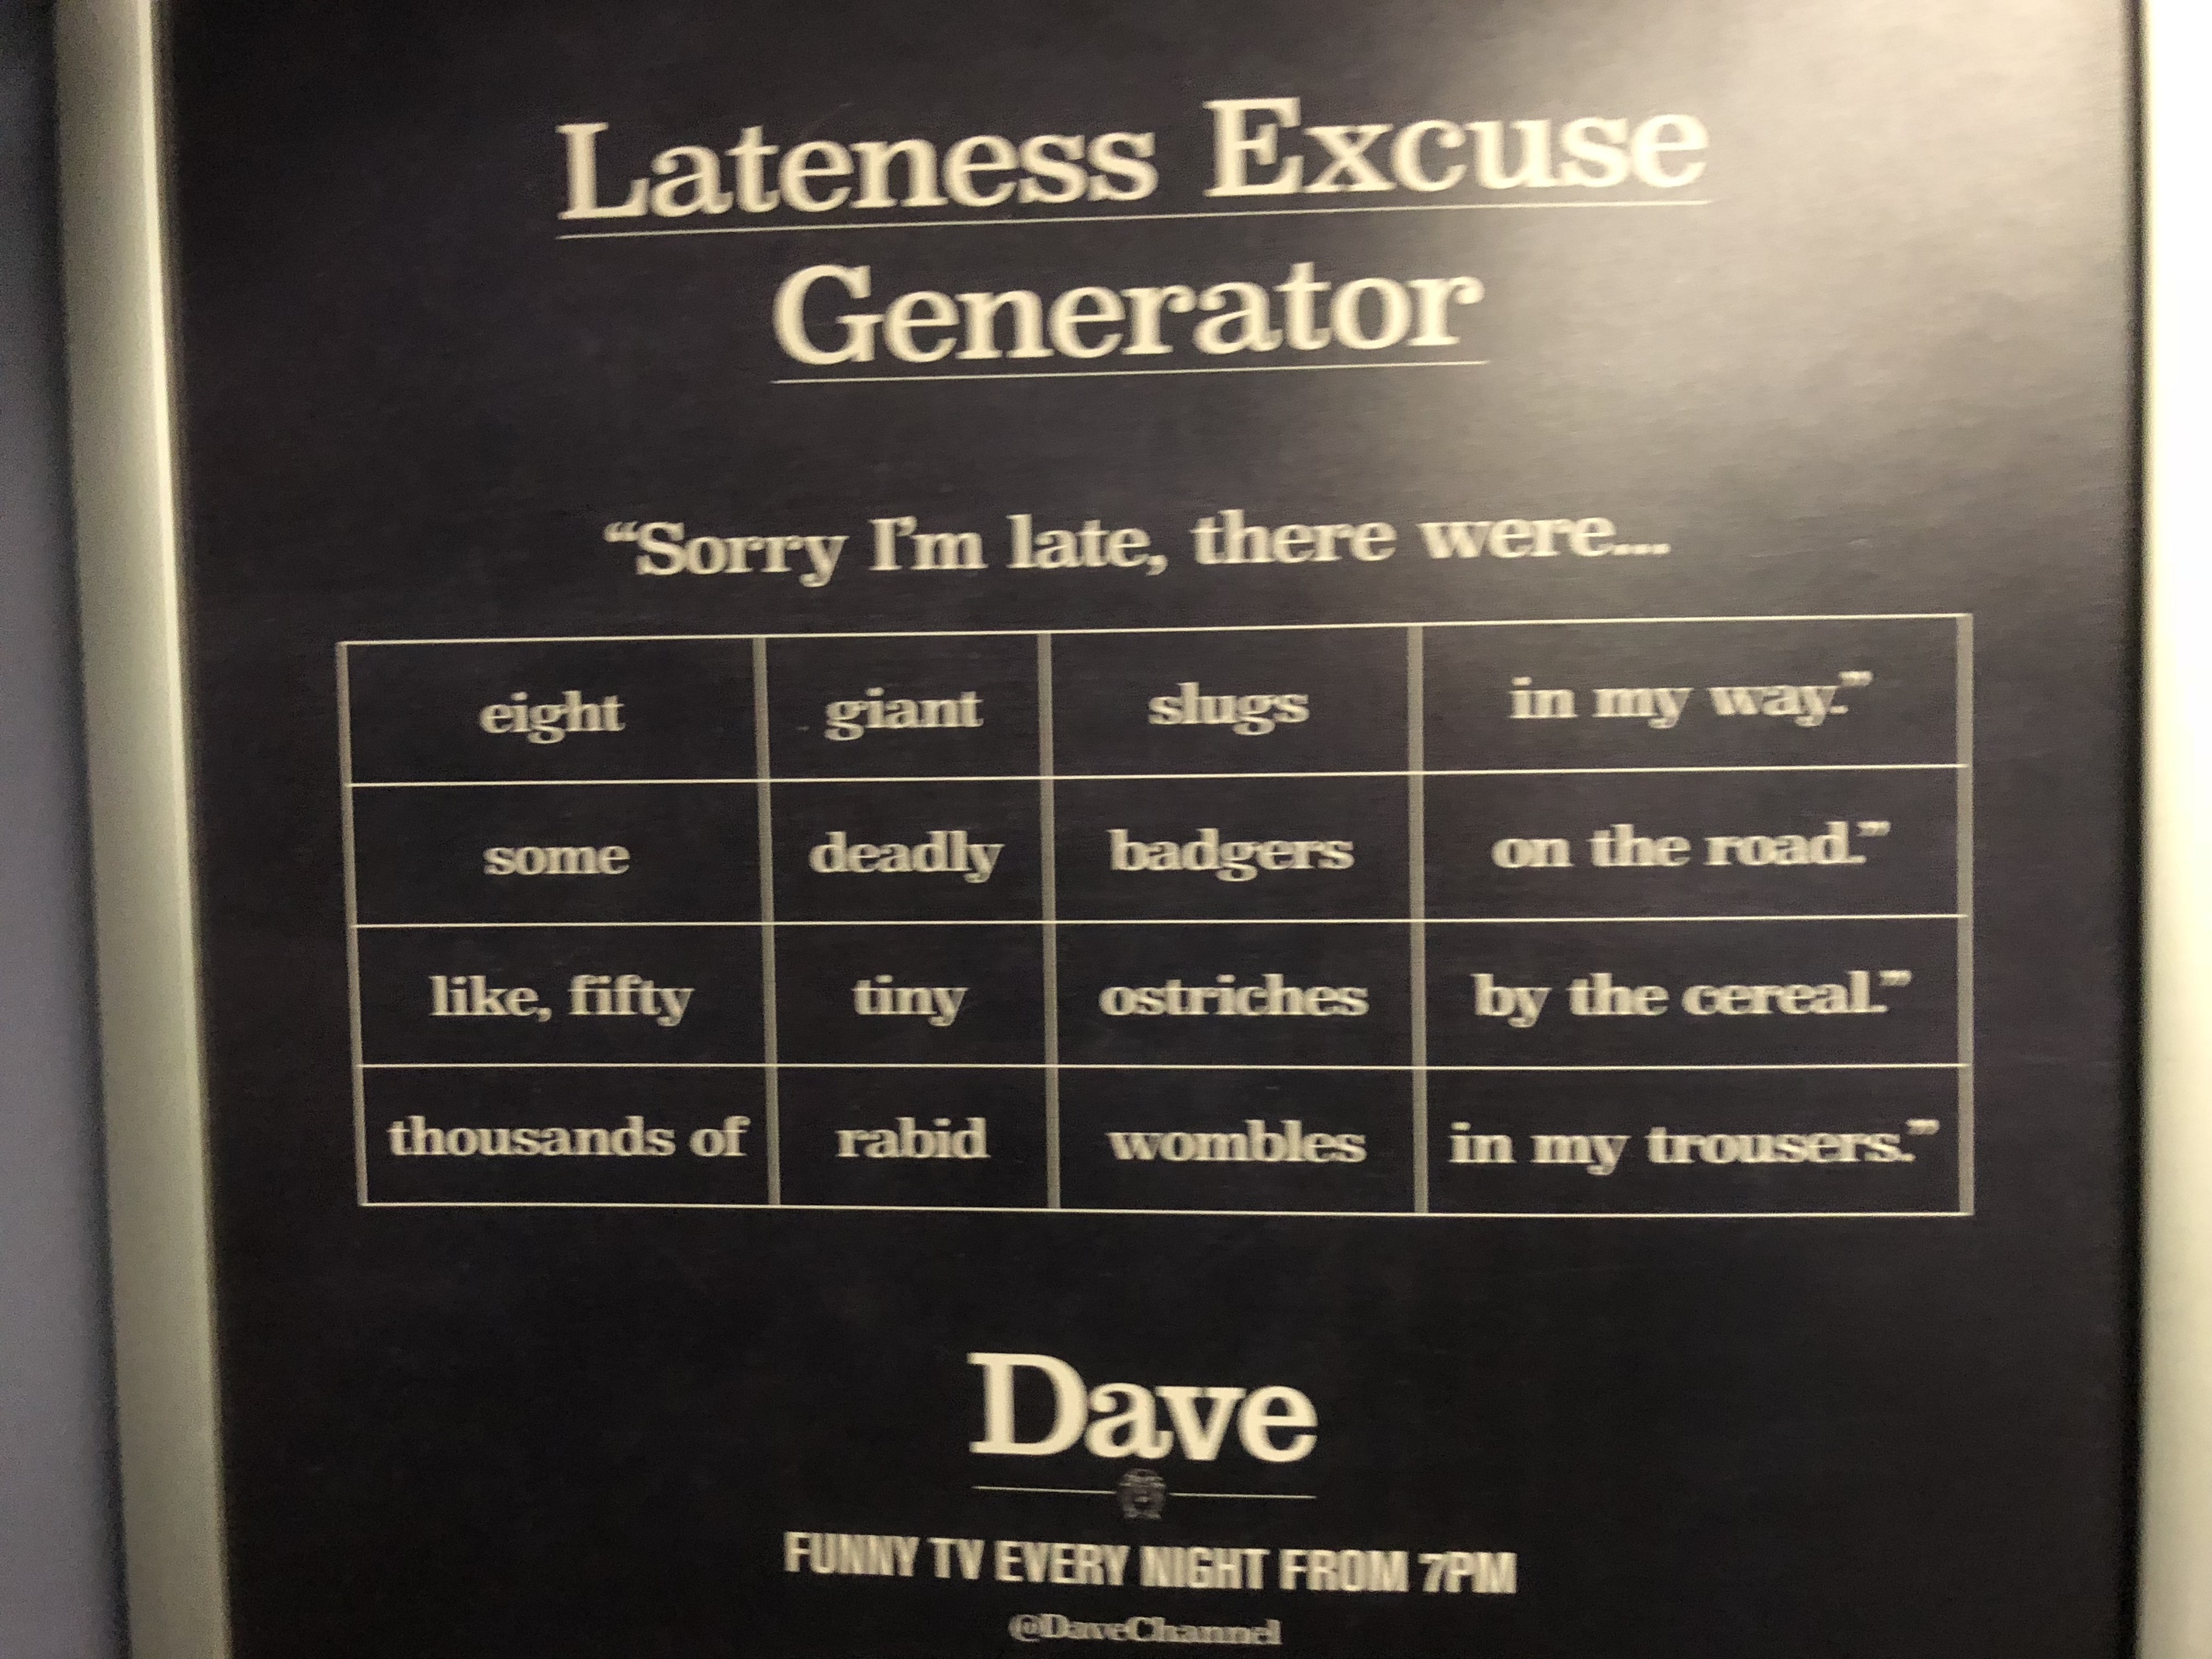 Lateness Excuse
Generator
“Sorry I’m late, there were...
eight giant slugs in my way.”
some deadly badgers on the road.”
like, fifty tiny ostriches by the cereal.”
thousands of rabid wombles in my trousers.”
Dave
FUNNY TV EVERY NIGHT FROM 7PM
@DaveChannel